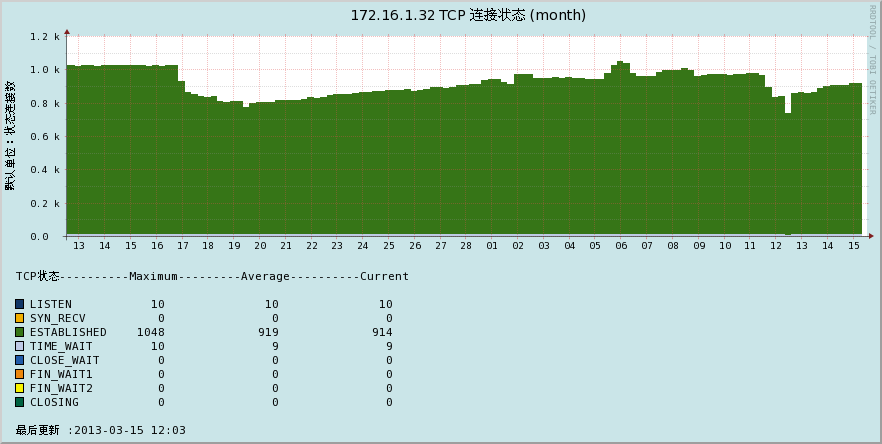 172.16.1.32 TCP 连接状态 (month)
RRDTOOL / TOBI OETIKER
默认单位：状态连接数
1.2 k
1.0 k
0.8 k
0.6 k
0.4 k
0.2 k
0.0
13 14 15 16 17 18 19 20 21 22 23 24 25 26 27 28 01 02 03 04 05 06 07 08 09 10 11 12 13 14 15
TCP状态----------Maximum---------Average----------Current
LISTEN 10 10 10
SYN_RECV 0 0 0
ESTABLISHED 1048 919 914
TIME_WAIT 10 9 9
CLOSE_WAIT 0 0 0
FIN_WAIT1 0 0 0
FIN_WAIT2 0 0 0
CLOSING 0 0 0
最后更新 :2013-03-15 12:03